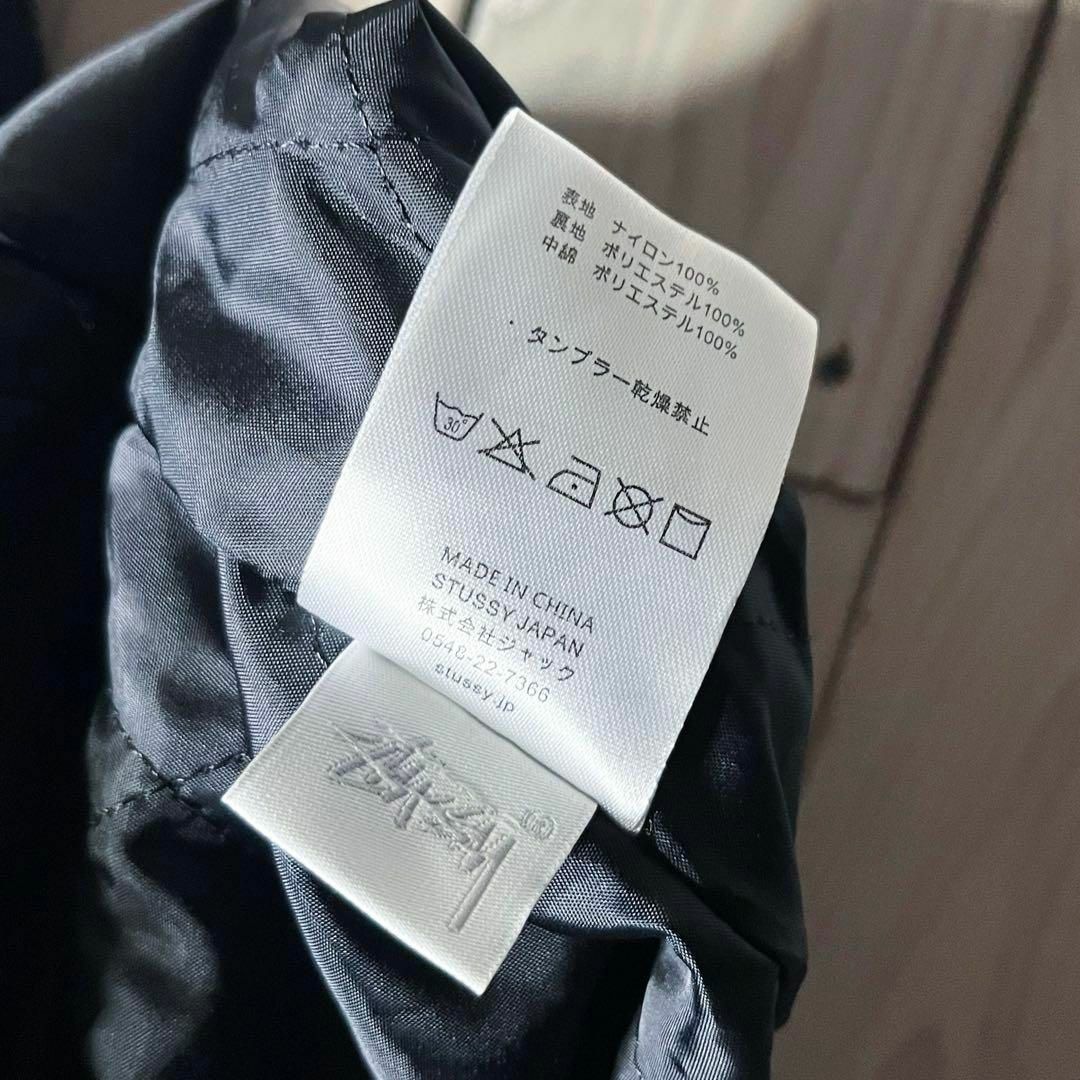 表地 ナイロン100%
裏地 ポリエステル100%
中綿 ポリエステル100%
・タンブラー乾燥禁止
30°
MADE IN CHINA
STUSSY JAPAN
株式会社ジャック
0548-22-7366
stussy.jp